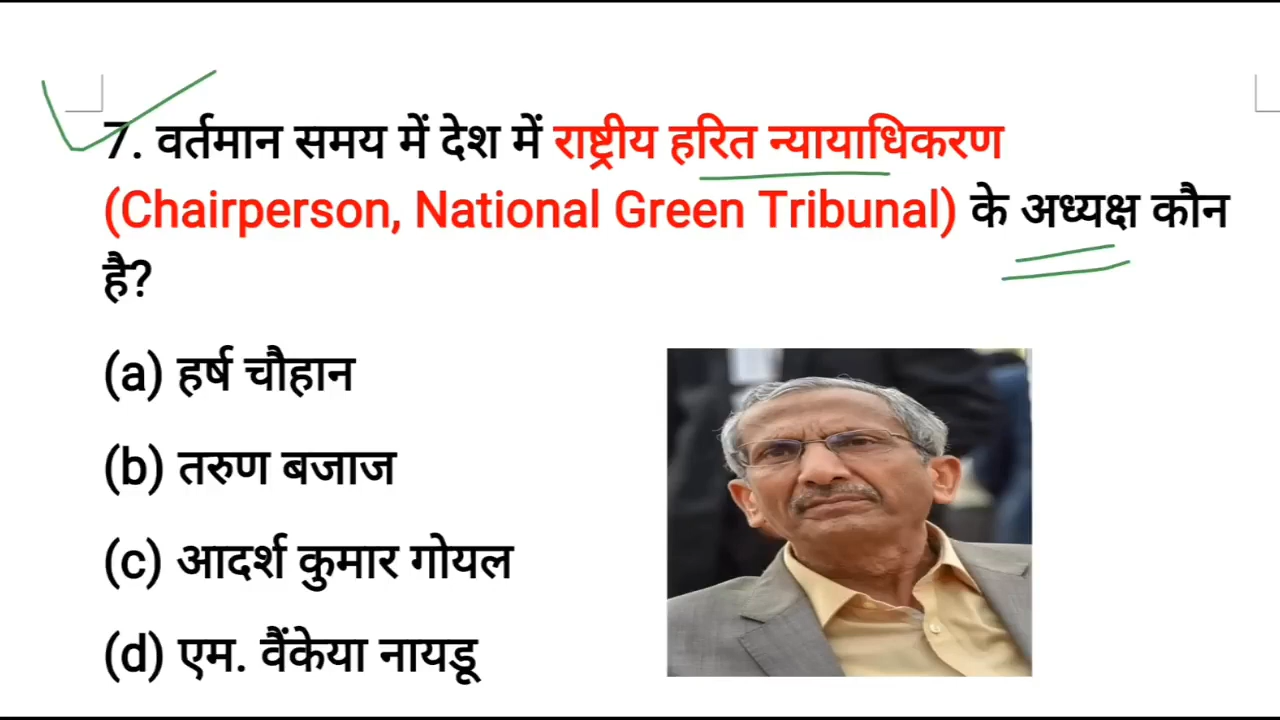 7. वर्तमान समय में देश में राष्ट्रीय हरित न्यायाधिकरण
(Chairperson, National Green Tribunal) के अध्यक्ष कौन
है?
(a) हर्ष चौहान
(b) तरुण बजाज
(c) आदर्श कुमार गोयल
(d) एम. वैंकेया नायडू